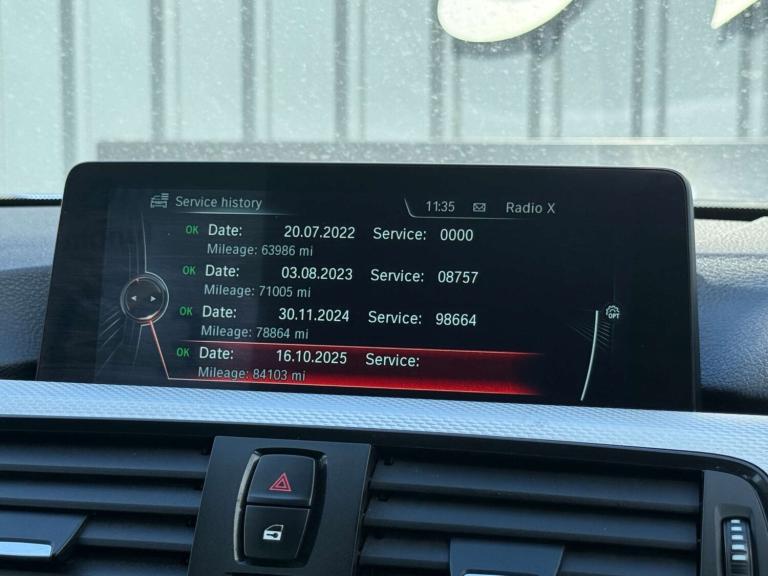 Service history 11:35 Radio X
OK Date: 20.07.2022 Service: 0000
Mileage: 63986 mi
OK Date: 03.08.2023 Service: 08757
Mileage: 71005 mi
OK Date: 30.11.2024 Service: 98664
Mileage: 78864 mi
OK Date: 16.10.2025 Service:
Mileage: 84103 mi
OPT